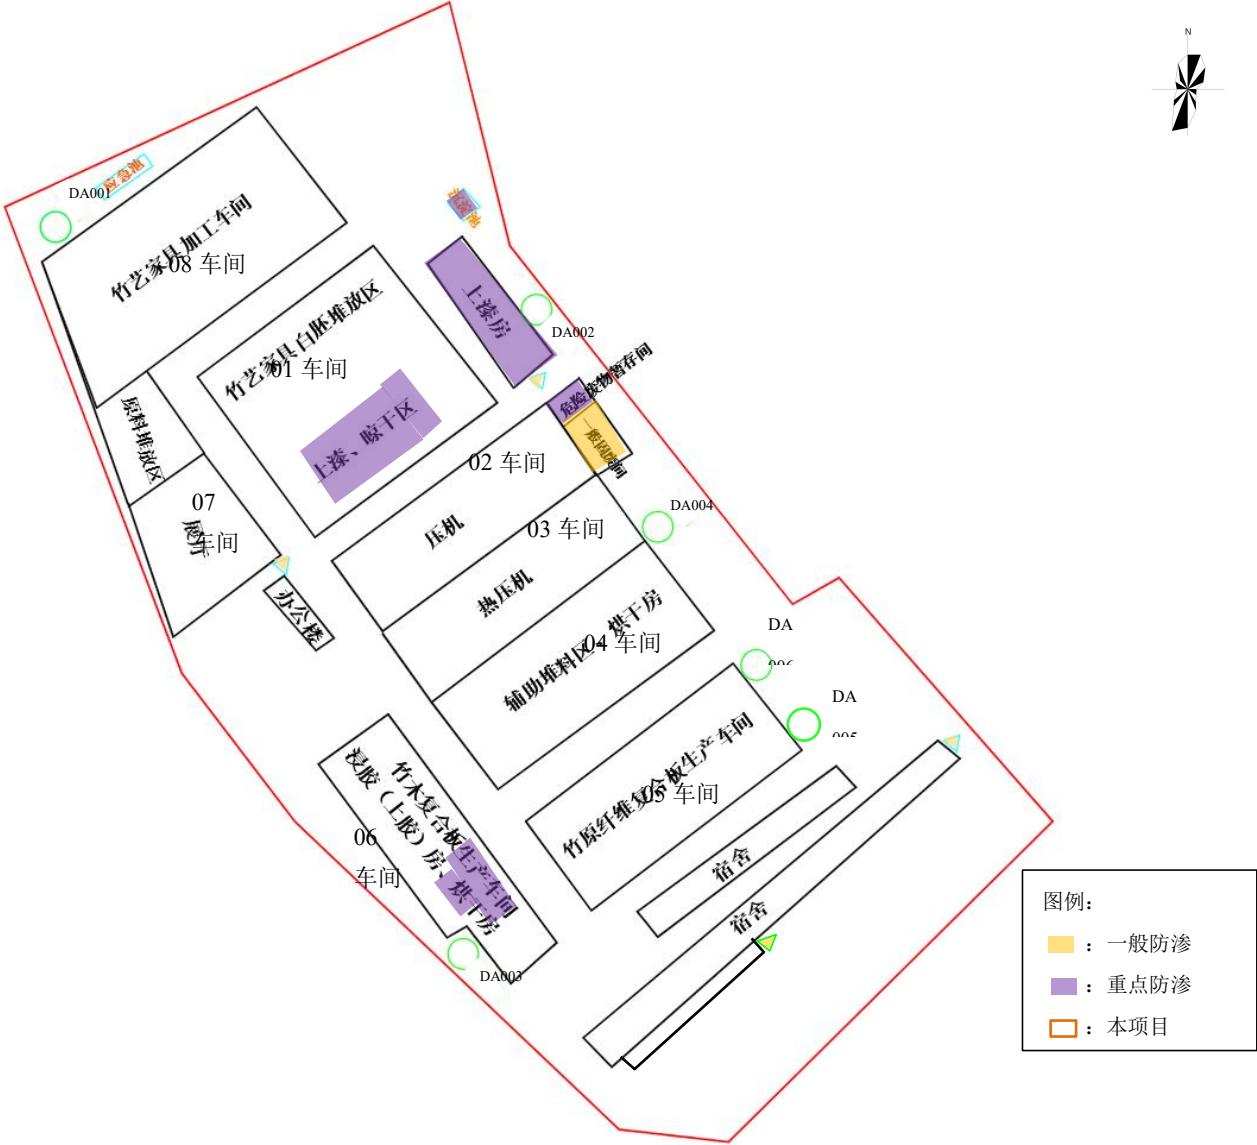 N
应急池
DA001
竹艺家具加工车间
08 车间
上漆房
DA002
竹艺家具白胚堆放区
01 车间
上漆、晾干区
危险废物暂存间
一般固废间
原料堆放区
02 车间
压机
03 车间
热压机
DA004
07
车间
展厅
办公楼
辅助堆料区、烘干房
04 车间
DA
DA
竹原纤维复合板生产车间
05 车间
竹木复合板生产车间
浸胶（上胶）房、烘干房
06
车间
宿舍
宿舍
DA003
图例：
：一般防渗
：重点防渗
：本项目